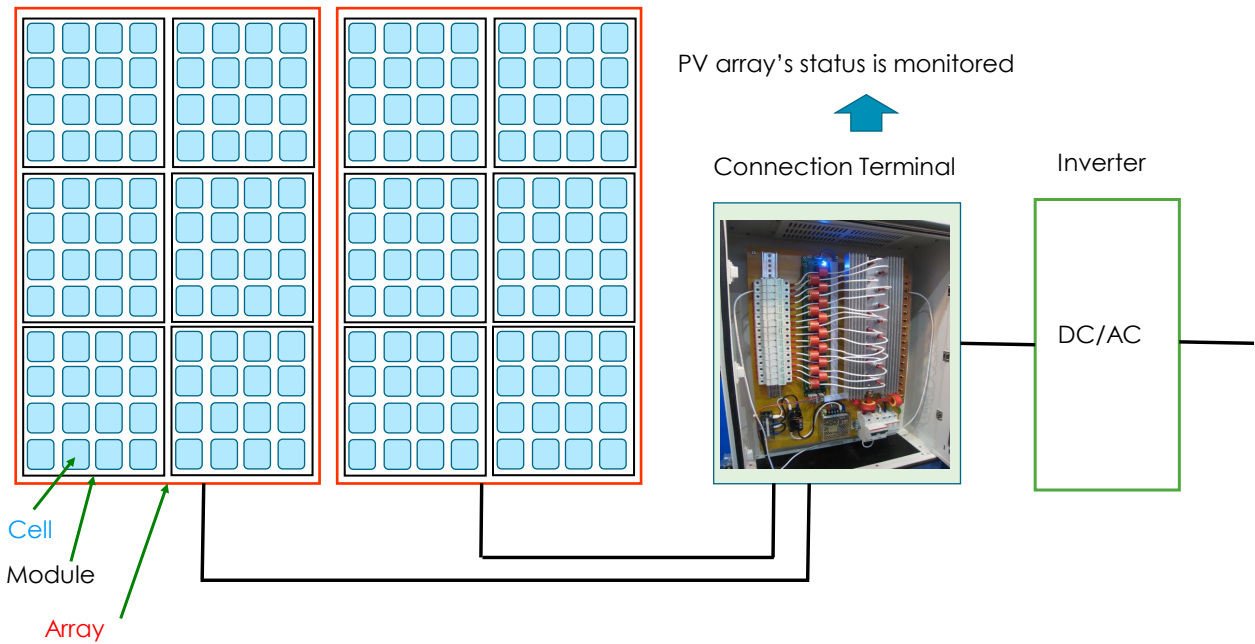 PV array’s status is monitored
Connection Terminal
Inverter
DC/AC
Cell
Module
Array